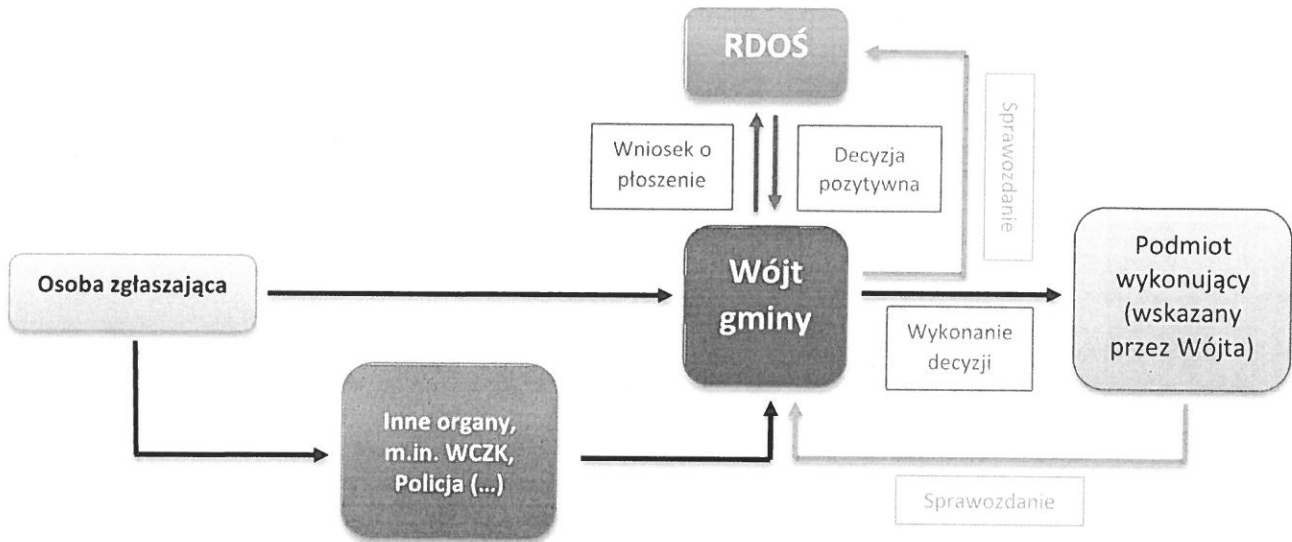 RDOŚ
Sprawozdanie
Wniosek o
płoszenie
Decyzja
pozytywna
Osoba zgłaszająca
Wójt
gminy
Podmiot
wykonujący
(wskazany
przez Wójta)
Wykonanie
decyzji
Inne organy,
m.in. WCZK,
Policja (...)
Sprawozdanie